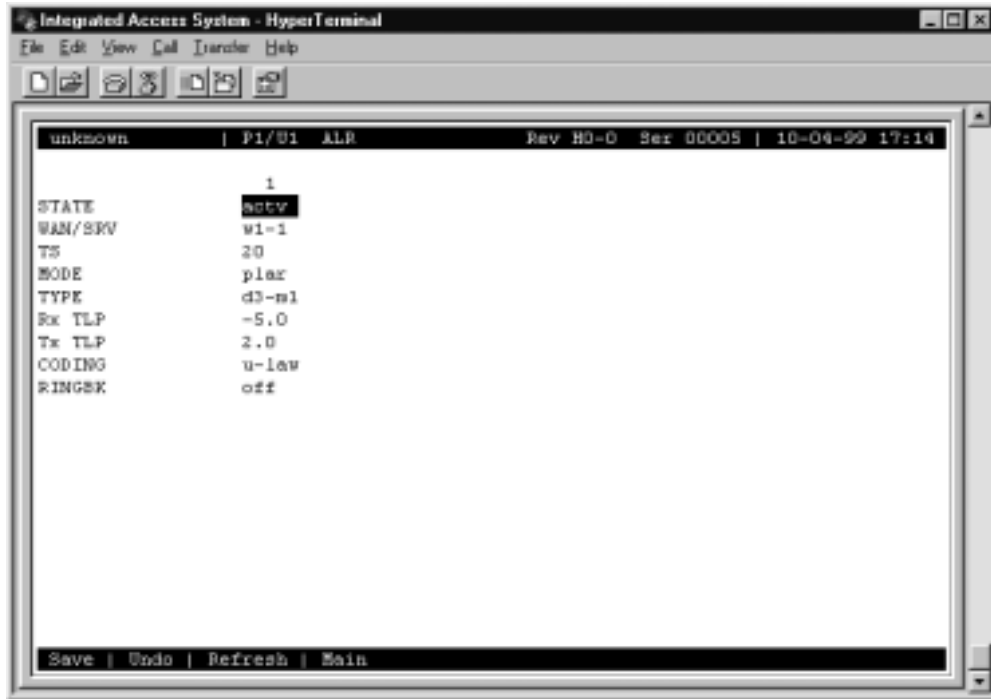 Integrated Access System - HyperTerminal
File Edit View Call Transfer Help
unknown | P1/U1 ALR Rev H0-0 Ser 00005 | 10-04-99 17:14
1
STATE actv
WAN/SRV w1-1
TS 20
MODE plar
TYPE d3-m1
Rx TLP -5.0
Tx TLP 2.0
CODING u-law
RINGBK off
Save | Undo | Refresh | Main